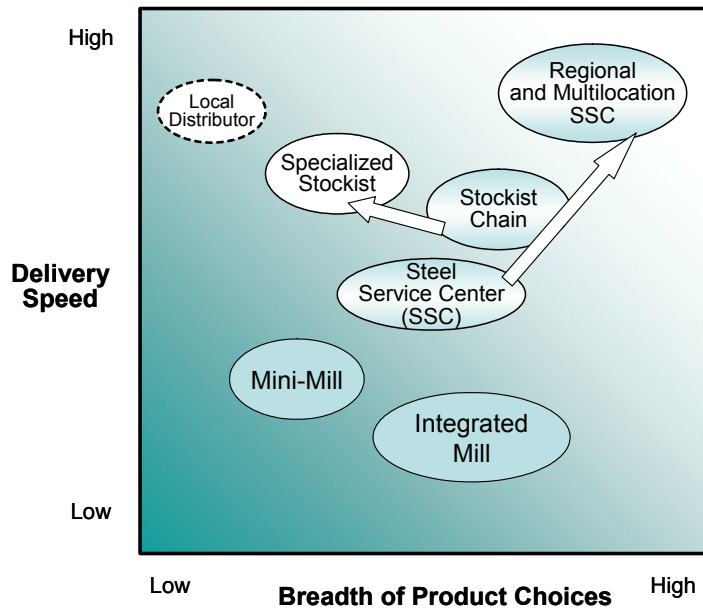 High
Regional
and Multilocation
SSC
Local
Distributor
Specialized
Stockist
Stockist
Chain
Delivery
Speed
Steel
Service Center
(SSC)
Mini-Mill
Integrated
Mill
Low
Low
Breadth of Product Choices
High